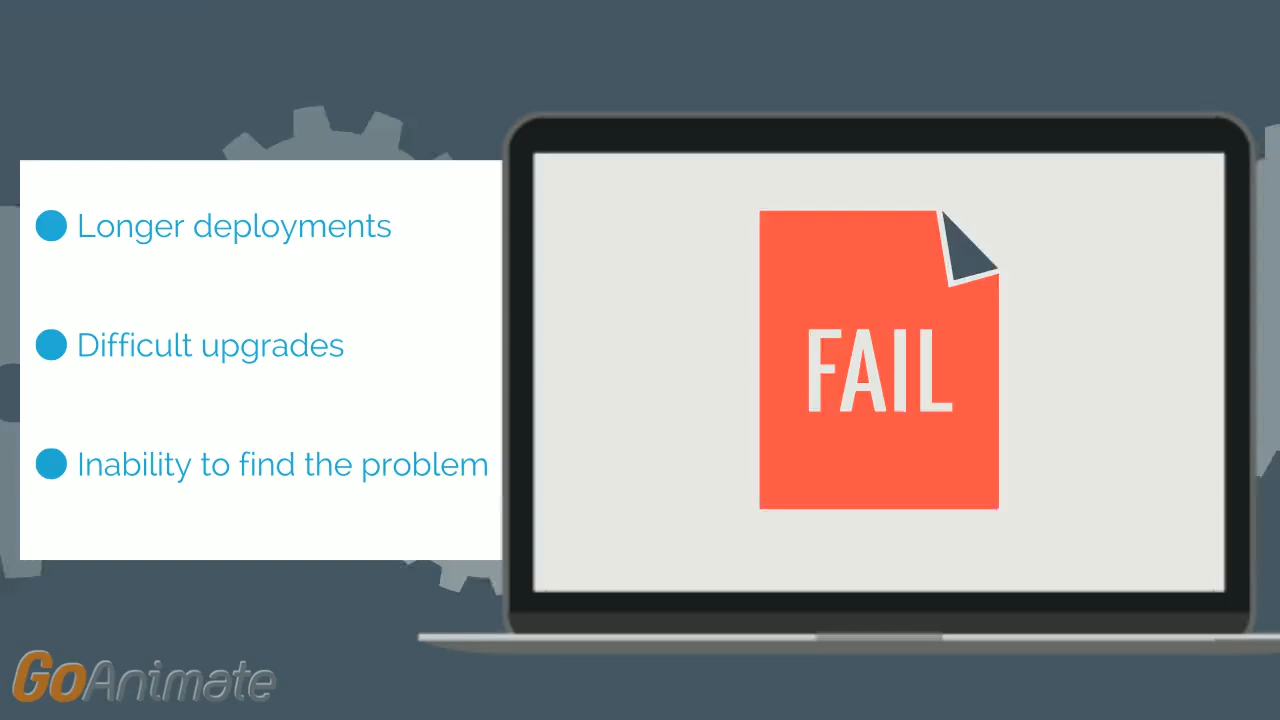 Longer deployments
Difficult upgrades
Inability to find the problem
FAIL
GoAnimate